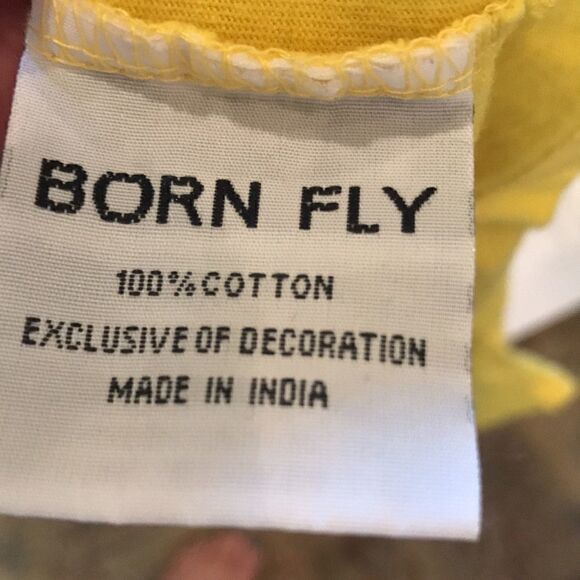 BORN FLY
100% COTTON
EXCLUSIVE OF DECORATION
MADE IN INDIA